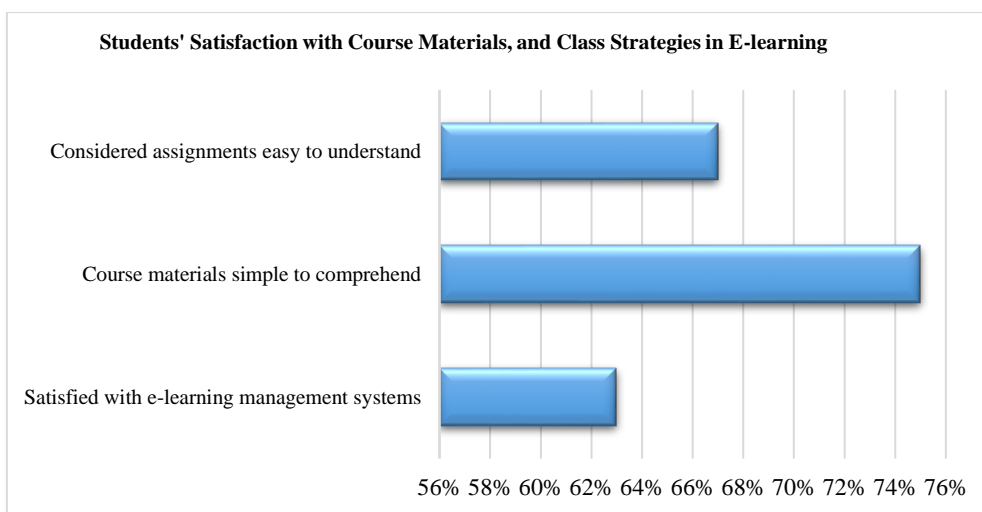 Students' Satisfaction with Course Materials, and Class Strategies in E-learning
Considered assignments easy to understand
Course materials simple to comprehend
Satisfied with e-learning management systems
56% 58% 60% 62% 64% 66% 68% 70% 72% 74% 76%